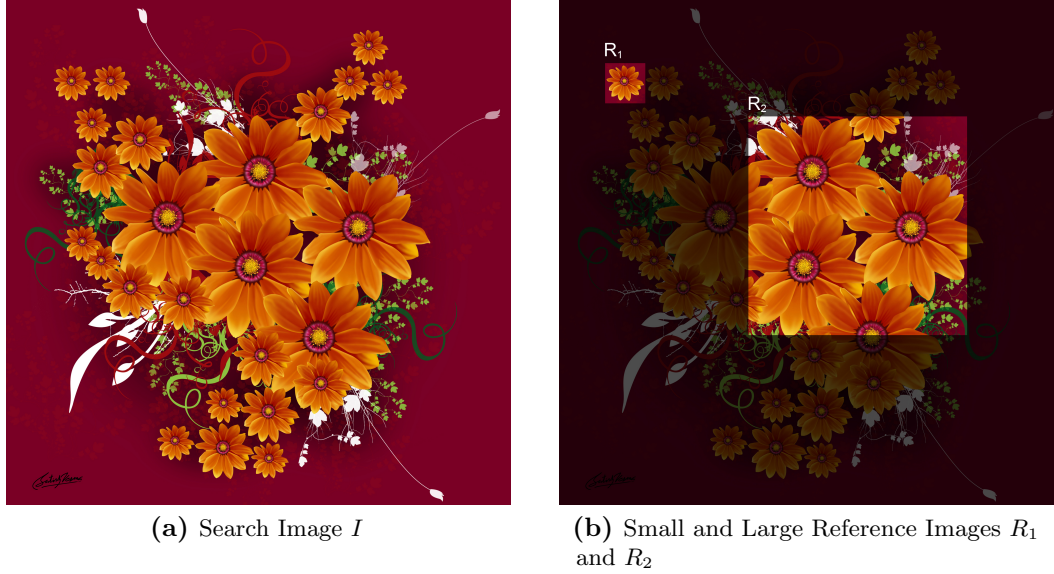 R1
R2
(a) Search Image I
(b) Small and Large Reference Images R1
and R2